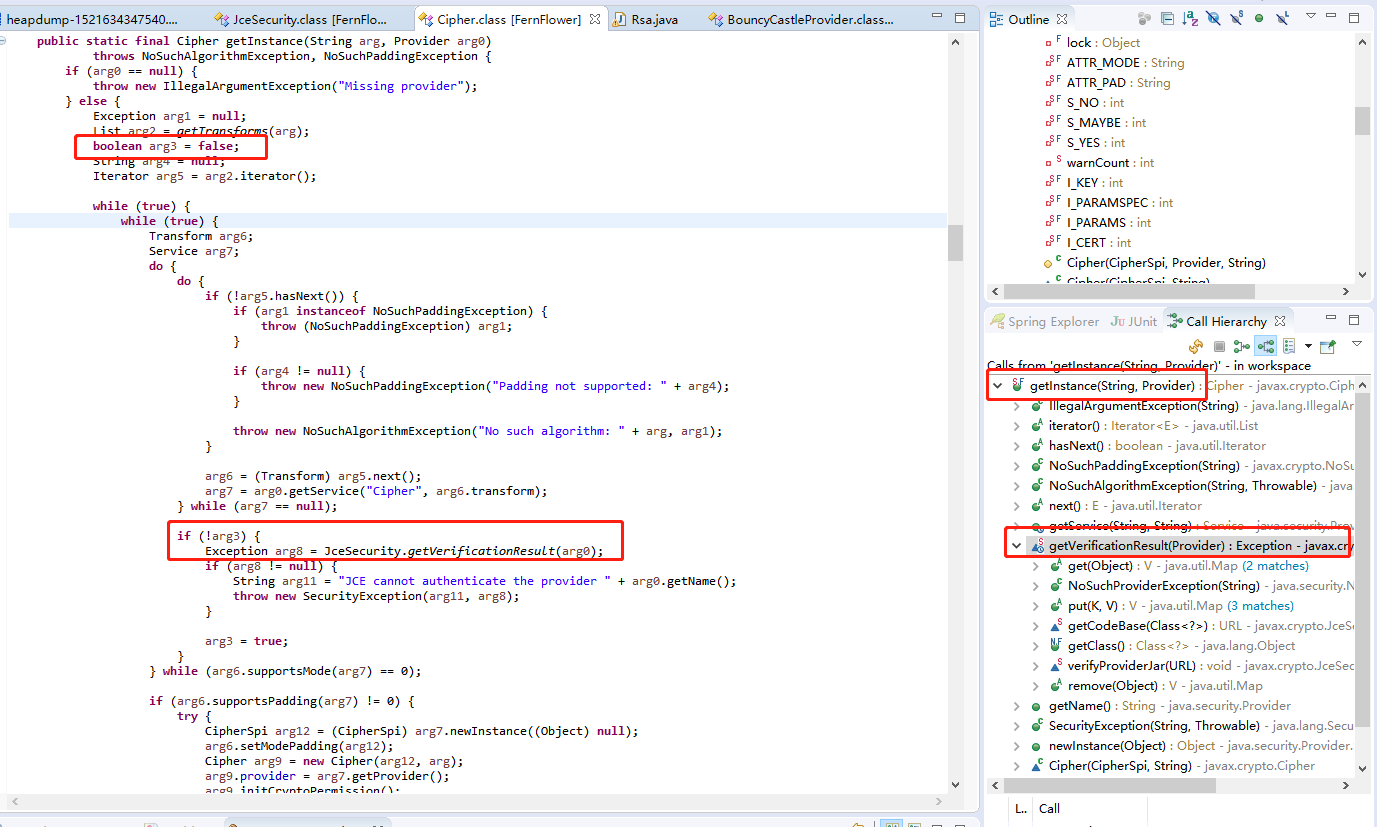 heapdump-1521634347540....
JceSecurity.class [FernFlo...
Cipher.class [FernFlower]
Rsa.java
BouncyCastleProvider.class...
public static final Cipher getInstance(String arg, Provider arg0)
throws NoSuchAlgorithmException, NoSuchPaddingException {
if (arg0 == null) {
throw new IllegalArgumentException("Missing provider");
} else {
Exception arg1 = null;
List arg2 = getTransforms(arg);
boolean arg3 = false;
String arg4 = null;
Iterator arg5 = arg2.iterator();
while (true) {
while (true) {
Transform arg6;
Service arg7;
do {
do {
if (!arg5.hasNext()) {
if (arg1 instanceof NoSuchPaddingException) {
throw (NoSuchPaddingException) arg1;
}
if (arg4 != null) {
throw new NoSuchPaddingException("Padding not supported: " + arg4);
}
throw new NoSuchAlgorithmException("No such algorithm: " + arg, arg1);
}
arg6 = (Transform) arg5.next();
arg7 = arg0.getService("Cipher", arg6.transform);
} while (arg7 == null);
if (!arg3) {
Exception arg8 = JceSecurity.getVerificationResult(arg0);
if (arg8 != null) {
String arg11 = "JCE cannot authenticate the provider " + arg0.getName();
throw new SecurityException(arg11, arg8);
}
arg3 = true;
}
} while (arg6.supportsMode(arg7) == 0);
if (arg6.supportsPadding(arg7) != 0) {
try {
CipherSpi arg12 = (CipherSpi) arg7.newInstance((Object) null);
arg6.setModePadding(arg12);
Cipher arg9 = new Cipher(arg12, arg);
arg9.provider = arg7.getProvider();
arg9.initCryptoPermission();
Outline
lock : Object
ATTR_MODE : String
ATTR_PAD : String
S_NO : int
S_MAYBE : int
S_YES : int
warnCount : int
I_KEY : int
I_PARAMSPEC : int
I_PARAMS : int
I_CERT : int
Cipher(CipherSpi, Provider, String)
Cipher(CipherSpi, String)
Spring Explorer
JUnit
Call Hierarchy
Calls from 'getInstance(String, Provider)' - in workspace
getInstance(String, Provider) : Cipher - javax.crypto.Ciph
IllegalArgumentException(String) - java.lang.IllegalAr
iterator() : Iterator<E> - java.util.List
hasNext() : boolean - java.util.Iterator
NoSuchPaddingException(String) - javax.crypto.NoSu
NoSuchAlgorithmException(String, Throwable) - java.
next() : E - java.util.Iterator
getService(String, String) : Service - java.security.Provi
getVerificationResult(Provider) : Exception - javax.cry
get(Object) : V - java.util.Map (2 matches)
NoSuchProviderException(String) - java.security.N
put(K, V) : V - java.util.Map (3 matches)
getCodeBase(Class<?>) : URL - javax.crypto.JceSe
getClass() : Class<?> - java.lang.Object
verifyProviderJar(URL) : void - javax.crypto.JceSec
remove(Object) : V - java.util.Map
getName() : String - java.security.Provider
SecurityException(String, Throwable) - java.lang.Secu
newInstance(Object) : Object - java.security.Provider.
Cipher(CipherSpi, String) - javax.crypto.Cipher
L..
Call